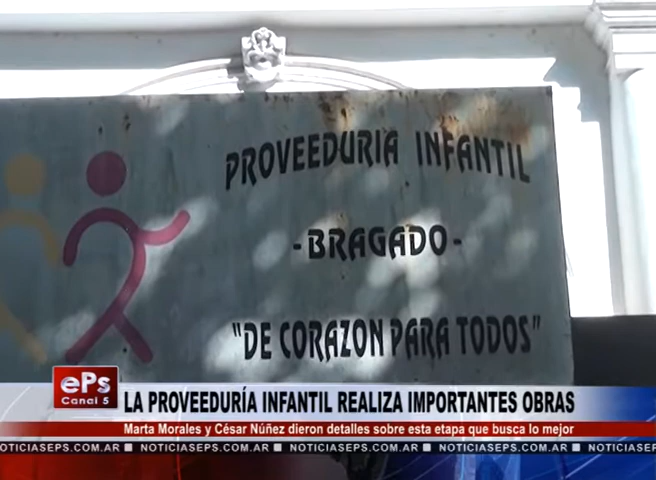 PROVEEDURIA INFANTIL
-BRAGADO-
"DE CORAZON PARA TODOS"
ePs
Canal 5
LA PROVEEDURÍA INFANTIL REALIZA IMPORTANTES OBRAS
Marta Morales y César Núñez dieron detalles sobre esta etapa que busca lo mejor
NOTICIASEPS.COM.AR NOTICIASEPS.COM.AR NOTICIASEPS.COM.AR NOTICIASEPS.COM.AR NOTICIASEPS